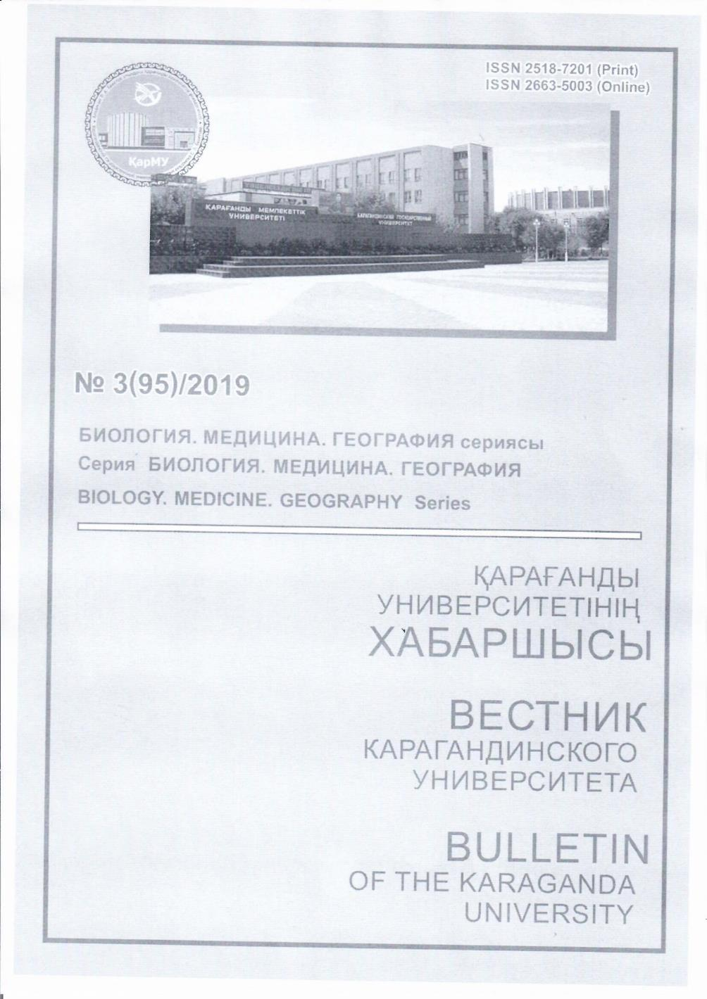 ISSN 2518-7201 (Print)
ISSN 2663-5003 (Online)
ҚарМУ
ҚАРАҒАНДЫ МЕМЛЕКЕТТІК
УНИВЕРСИТЕТІ
КАРАГАНДИНСКИЙ ГОСУДАРСТВЕННЫЙ
УНИВЕРСИТЕТ
№ 3(95)/2019
БИОЛОГИЯ. МЕДИЦИНА. ГЕОГРАФИЯ сериясы
Серия БИОЛОГИЯ. МЕДИЦИНА. ГЕОГРАФИЯ
BIOLOGY. MEDICINE. GEOGRAPHY Series
ҚАРАҒАНДЫ
УНИВЕРСИТЕТІНІҢ
ХАБАРШЫСЫ
ВЕСТНИК
КАРАГАНДИНСКОГО
УНИВЕРСИТЕТА
BULLETIN
OF THE KARAGANDA
UNIVERSITY